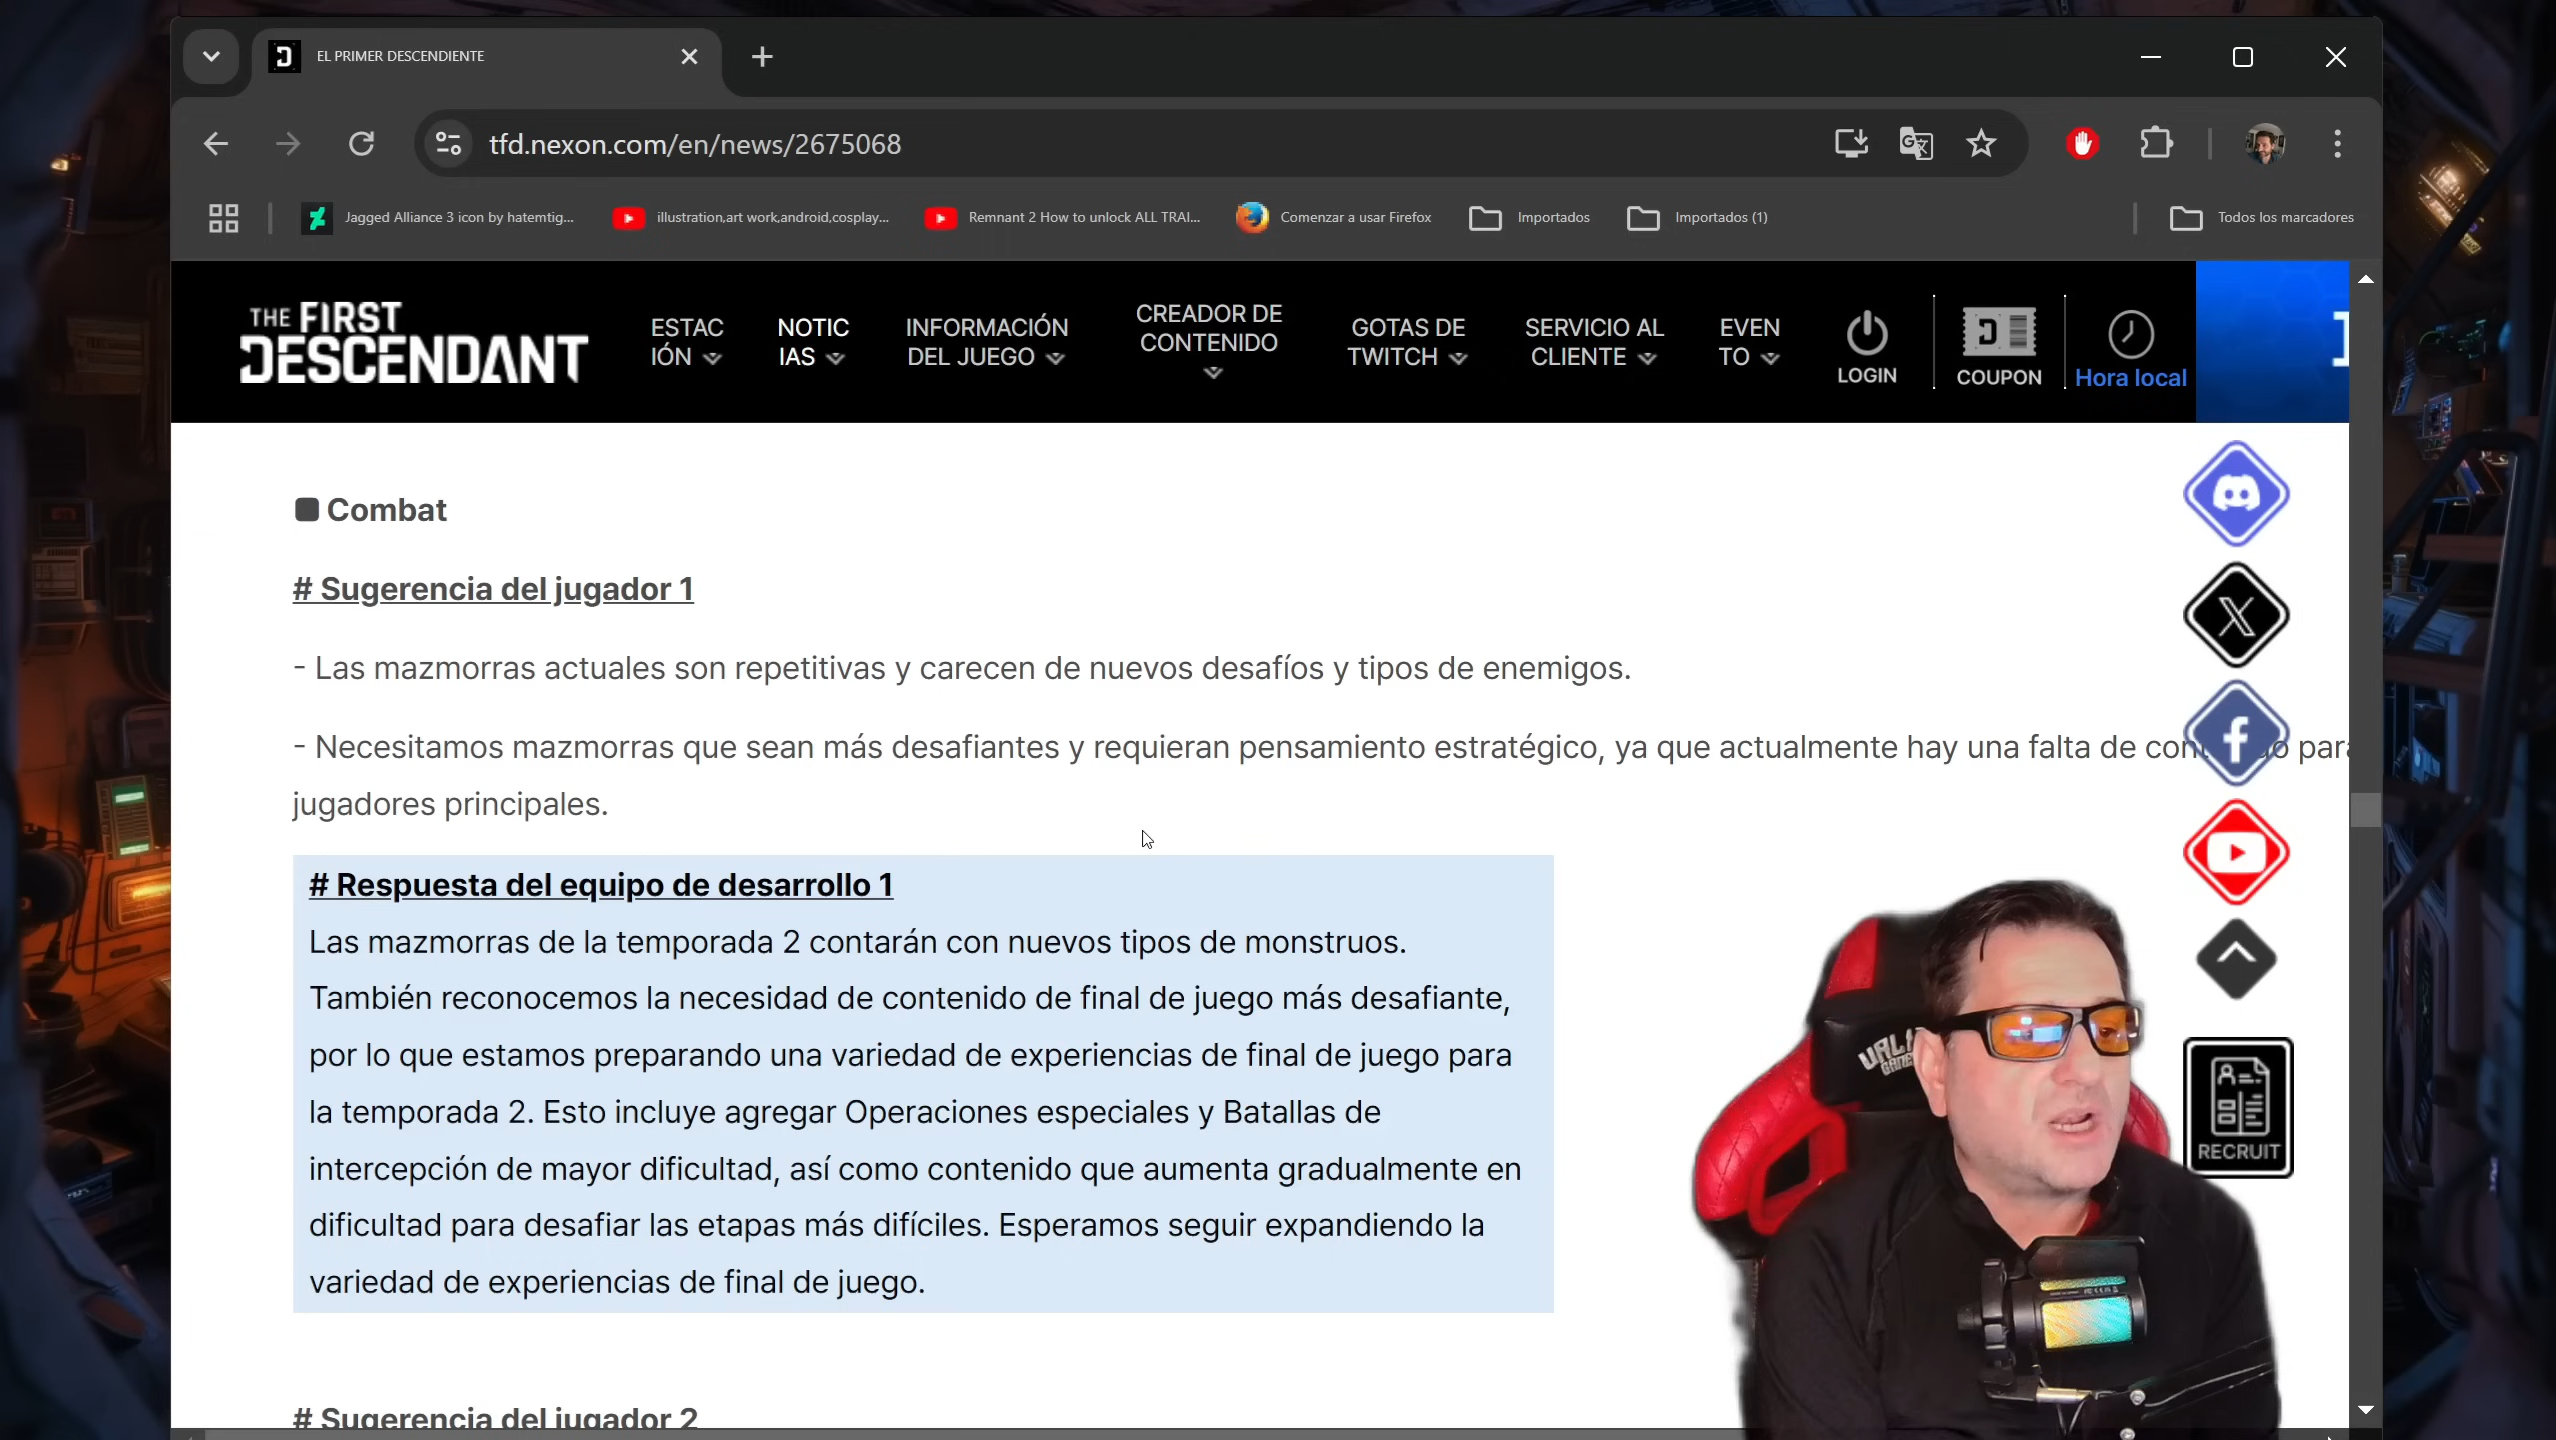 EL PRIMER DESCENDIENTE
tfd.nexon.com/en/news/2675068
Jagged Alliance 3 icon by hatemtig...
illustration,art work,android,cosplay...
Remnant 2 How to unlock ALL TRAI...
Comenzar a usar Firefox
Importados
Importados (1)
Todos los marcadores
THE FIRST
DESCENDANT
ESTAC
IÓN
NOTIC
IAS
INFORMACIÓN
DEL JUEGO
CREADOR DE
CONTENIDO
GOTAS DE
TWITCH
SERVICIO AL
CLIENTE
EVEN
TO
LOGIN
COUPON
Hora local
Combat
# Sugerencia del jugador 1
- Las mazmorras actuales son repetitivas y carecen de nuevos desafíos y tipos de enemigos.
- Necesitamos mazmorras que sean más desafiantes y requieran pensamiento estratégico, ya que actualmente hay una falta de
jugadores principales.
# Respuesta del equipo de desarrollo 1
Las mazmorras de la temporada 2 contarán con nuevos tipos de monstruos.
También reconocemos la necesidad de contenido de final de juego más desafiante,
por lo que estamos preparando una variedad de experiencias de final de juego para
la temporada 2. Esto incluye agregar Operaciones especiales y Batallas de
intercepción de mayor dificultad, así como contenido que aumenta gradualmente en
dificultad para desafiar las etapas más difíciles. Esperamos seguir expandiendo la
variedad de experiencias de final de juego.
RECRUIT
# Sugerencia del jugador 2